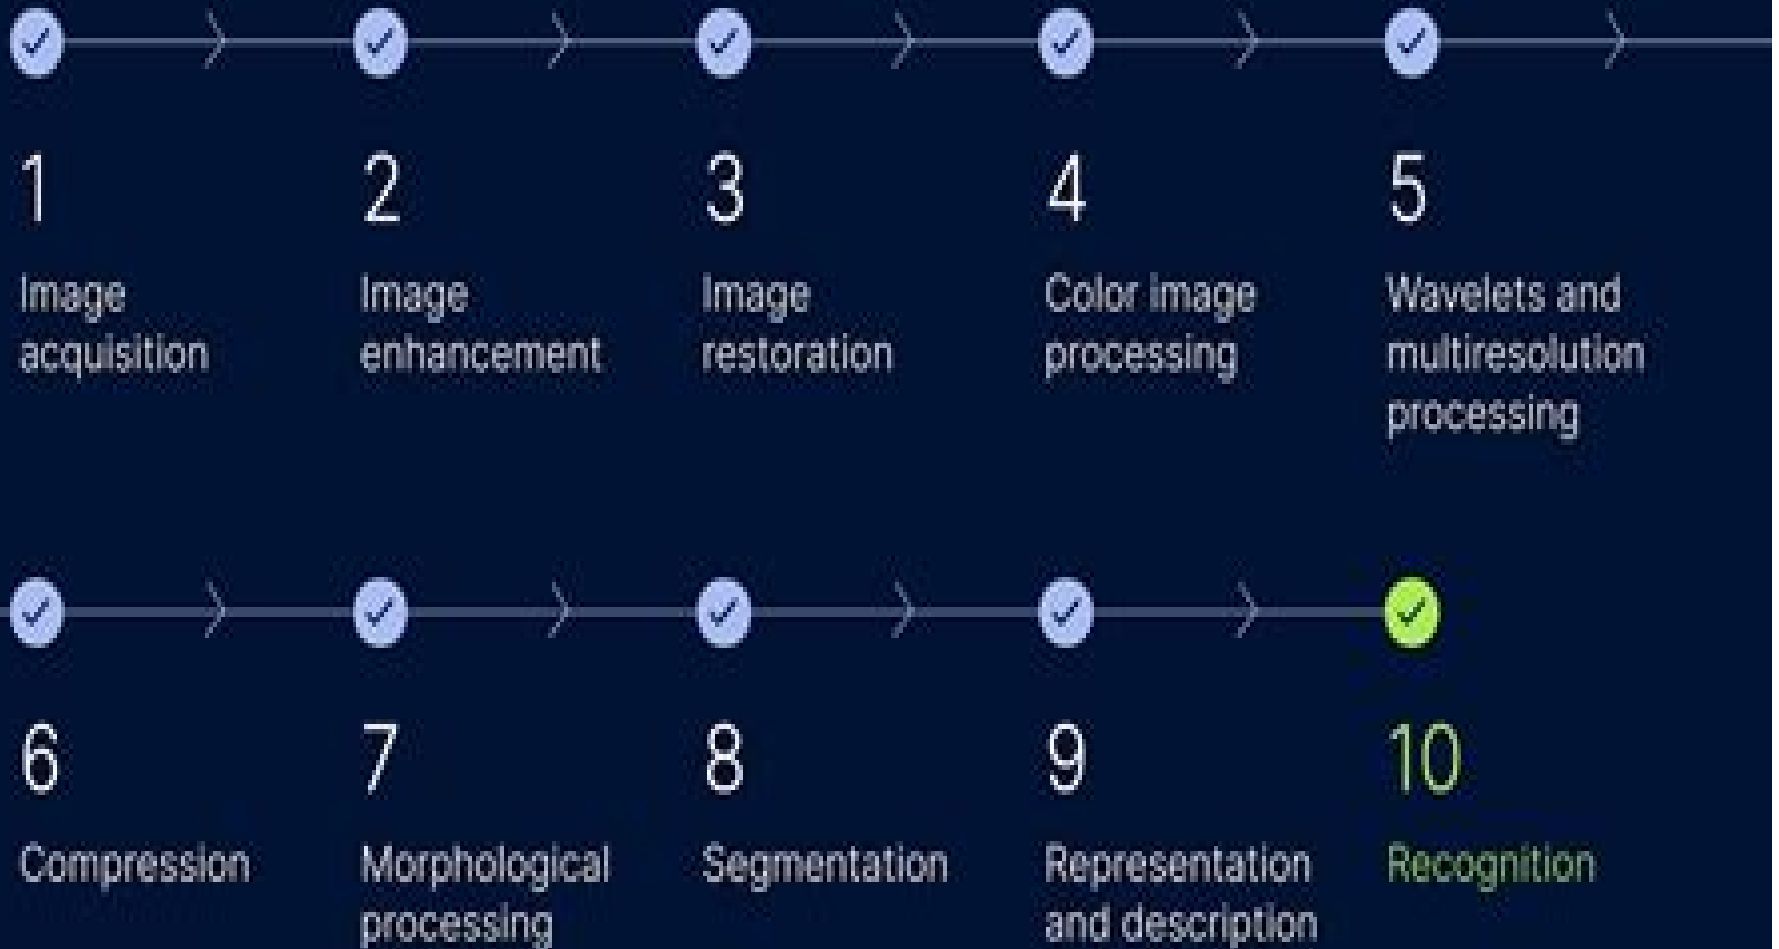 1
2
3
4
5
Image
acquisition
Image
enhancement
Image
restoration
Color image
processing
Wavelets and
multiresolution
processing
6
7
8
9
10
Compression
Morphological
processing
Segmentation
Representation
and description
Recognition